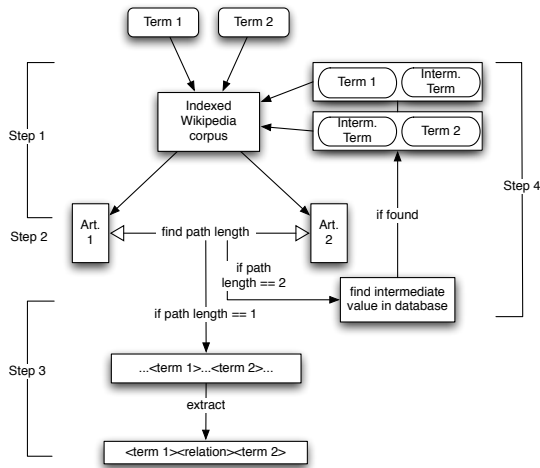 Term 1
Term 2
Term 1
Interm.
Term
Indexed
Wikipedia
corpus
Interm.
Term
Term 2
Step 1
Step 4
Art.
1
Art.
2
if found
Step 2
find path length
if path
length == 2
find intermediate
value in database
if path length == 1
Step 3
...<term 1>...<term 2>...
extract
<term 1><relation><term 2>